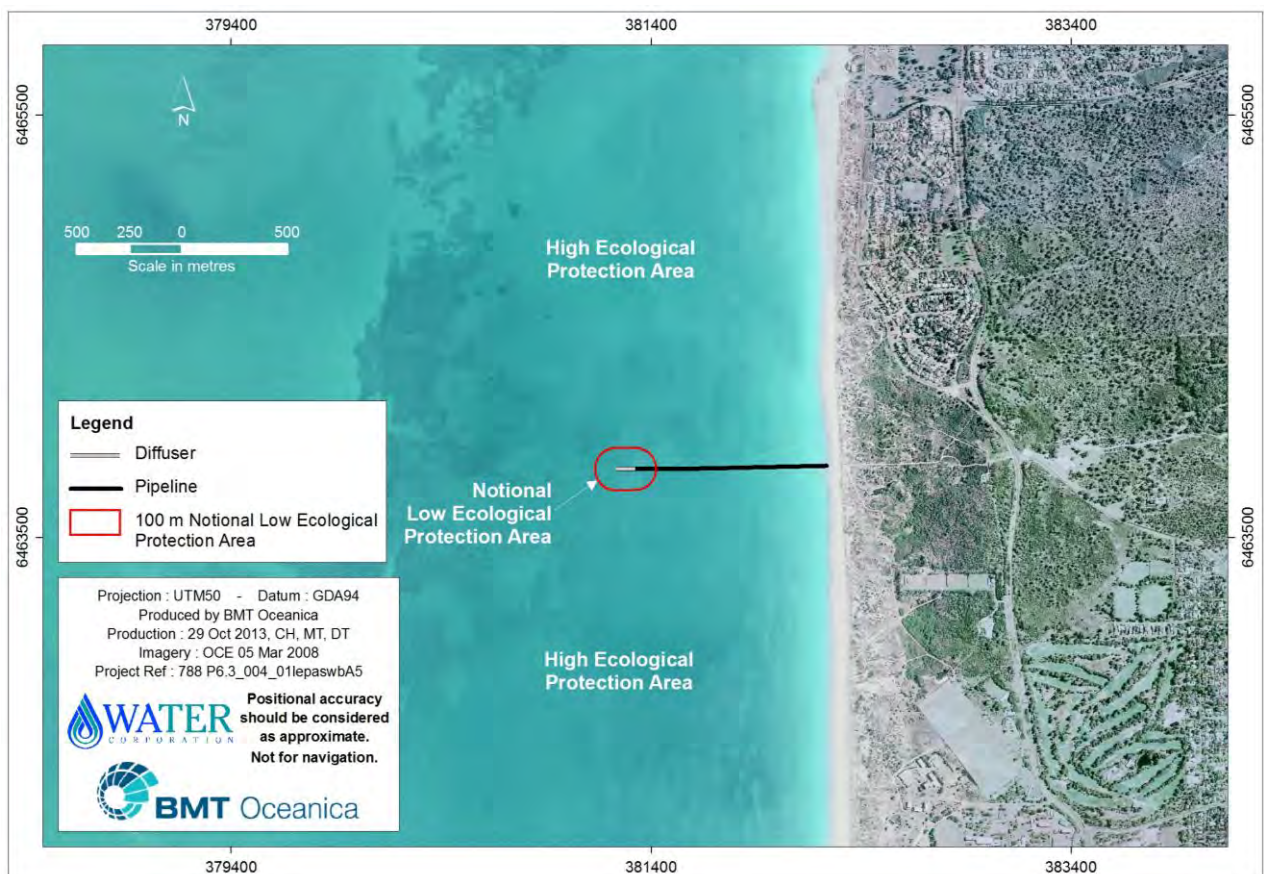 379400
381400
383400
6465500
6465500
N
500 250 0 500
Scale in metres
High Ecological
Protection Area
Legend
Diffuser
Pipeline
100 m Notional Low Ecological
Protection Area
Notional
Low Ecological
Protection Area
6463500
6463500
Projection : UTM50 - Datum : GDA94
Produced by BMT Oceanica
Production : 29 Oct 2013, CH, MT, DT
Imagery : OCE 05 Mar 2008
Project Ref : 788 P6.3_004_01lepaswbA5
WATER
CORPORATION
Positional accuracy
should be considered
as approximate.
Not for navigation.
BMT Oceanica
High Ecological
Protection Area
379400
381400
383400